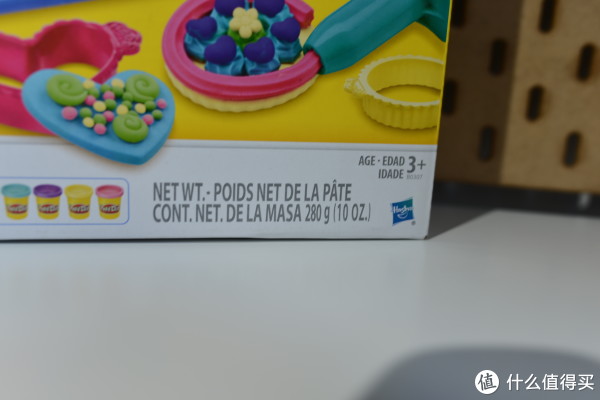 AGE · EDAD
IDADE 3+
NET WT.- POIDS NET DE LA PÂTE
CONT. NET. DE LA MASA 280 g (10 OZ.)
Hasbro
值 什么值得买